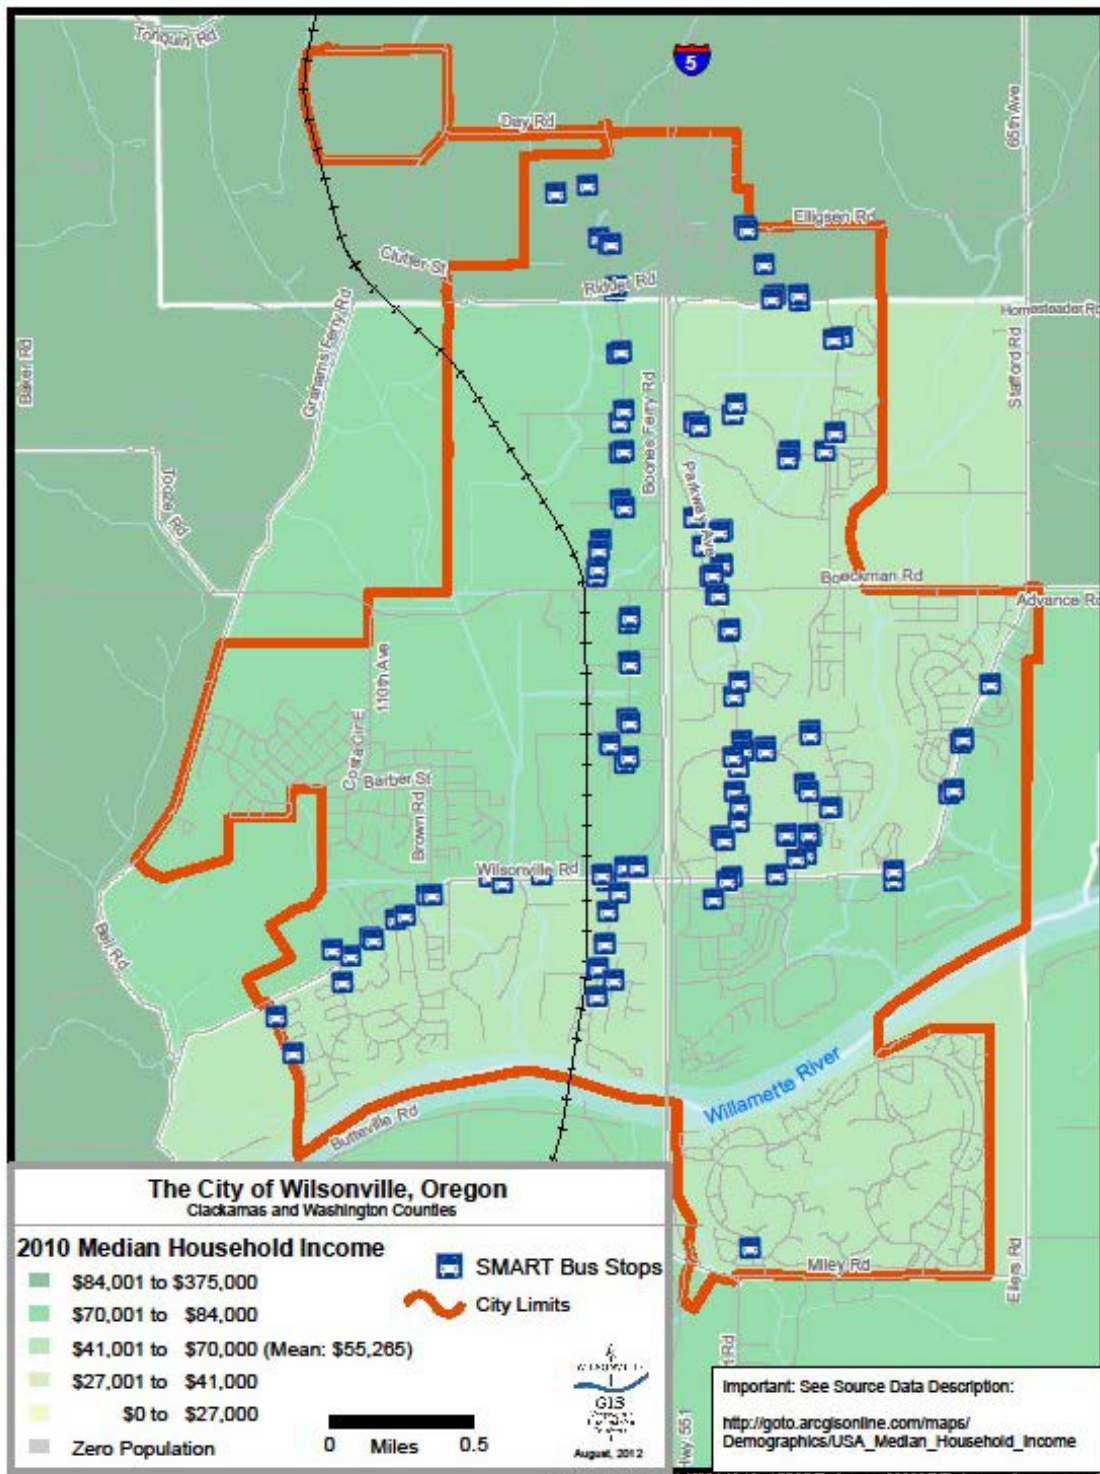 Tonquin Rd
5
Day Rd
65th Ave
Elligsen Rd
Clutter St
Ridder Rd
Homesteader Rd
Grahams Ferry Rd
Baker Rd
Stafford Rd
Boones Ferry Rd
Parkway Ave
Tooze Rd
Boeckman Rd
Advance Rd
110th Ave
Costa Cir E
Barber St
Brown Rd
Wilsonville Rd
Bell Rd
Willamette River
Butteville Rd
Miley Rd
Eilers Rd
Hwy 551
The City of Wilsonville, Oregon
Clackamas and Washington Counties
2010 Median Household Income
$84,001 to $375,000
$70,001 to $84,000
$41,001 to $70,000 (Mean: $55,265)
$27,001 to $41,000
$0 to $27,000
Zero Population
SMART Bus Stops
City Limits
0 Miles 0.5
WILSONVILLE
GIS
August, 2012
Important: See Source Data Description:
http://goto.arcgisonline.com/maps/
Demographics/USA_Median_Household_Income